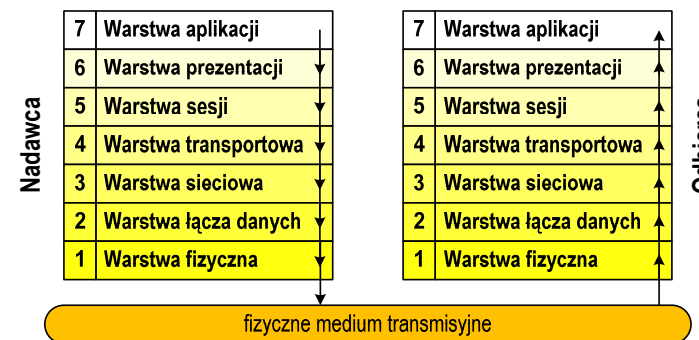 Nadawca
7 Warstwa aplikacji
6 Warstwa prezentacji
5 Warstwa sesji
4 Warstwa transportowa
3 Warstwa sieciowa
2 Warstwa łącza danych
1 Warstwa fizyczna
7 Warstwa aplikacji
6 Warstwa prezentacji
5 Warstwa sesji
4 Warstwa transportowa
3 Warstwa sieciowa
2 Warstwa łącza danych
1 Warstwa fizyczna
fizyczne medium transmisyjne